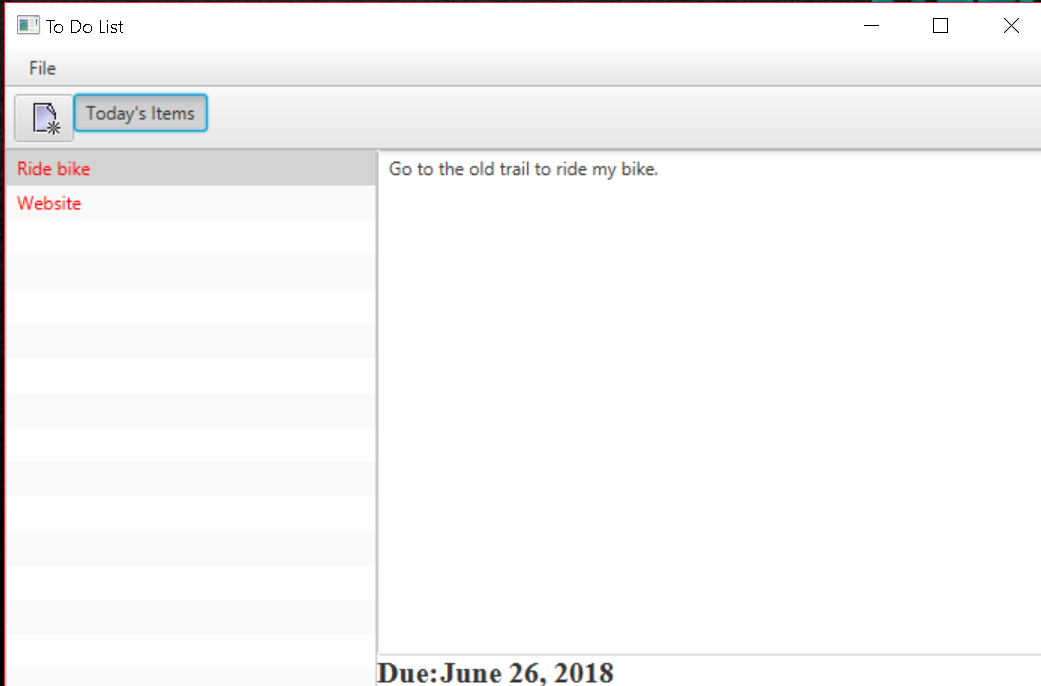 To Do List
File
Today's Items
Ride bike
Website
Go to the old trail to ride my bike.
Due:June 26, 2018